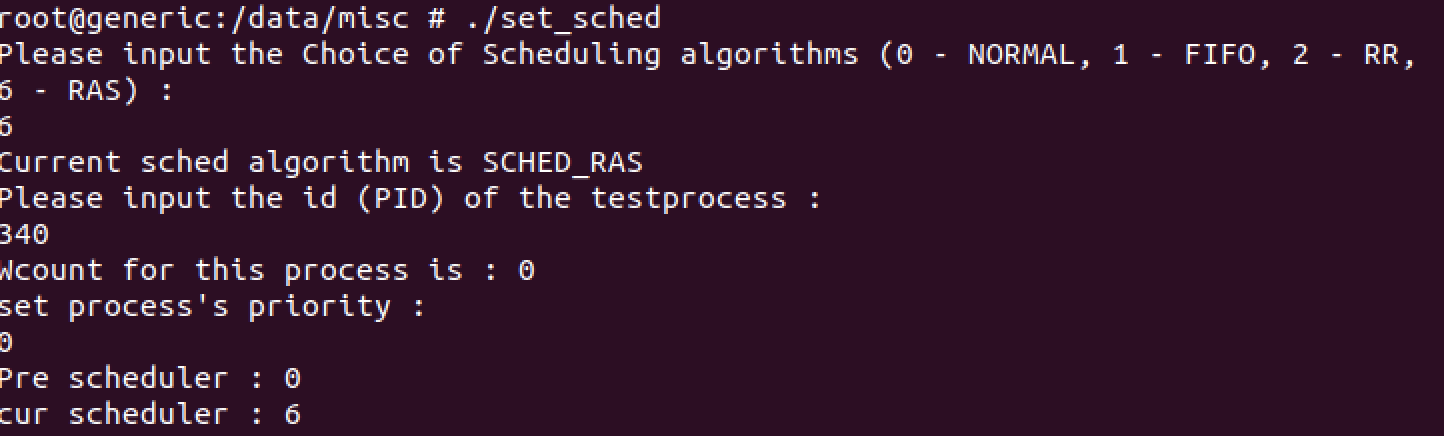 root@generic:/data/misc # ./set_sched
Please input the Choice of Scheduling algorithms (0 - NORMAL, 1 - FIFO, 2 - RR,
6 - RAS) :
6
Current sched algorithm is SCHED_RAS
Please input the id (PID) of the testprocess :
340
Wcount for this process is : 0
set process's priority :
0
Pre scheduler : 0
cur scheduler : 6